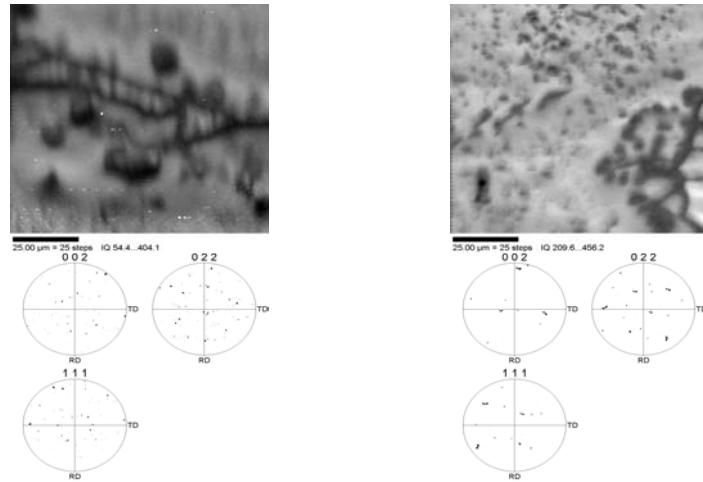 25.00 µm = 25 steps IQ 54.4...404.1
0 0 2
0 2 2
TD
TD
RD
RD
1 1 1
TD
RD
25.00 µm = 25 steps IQ 209.6...456.2
0 0 2
0 2 2
TD
RD
RD
1 1 1
TD
RD